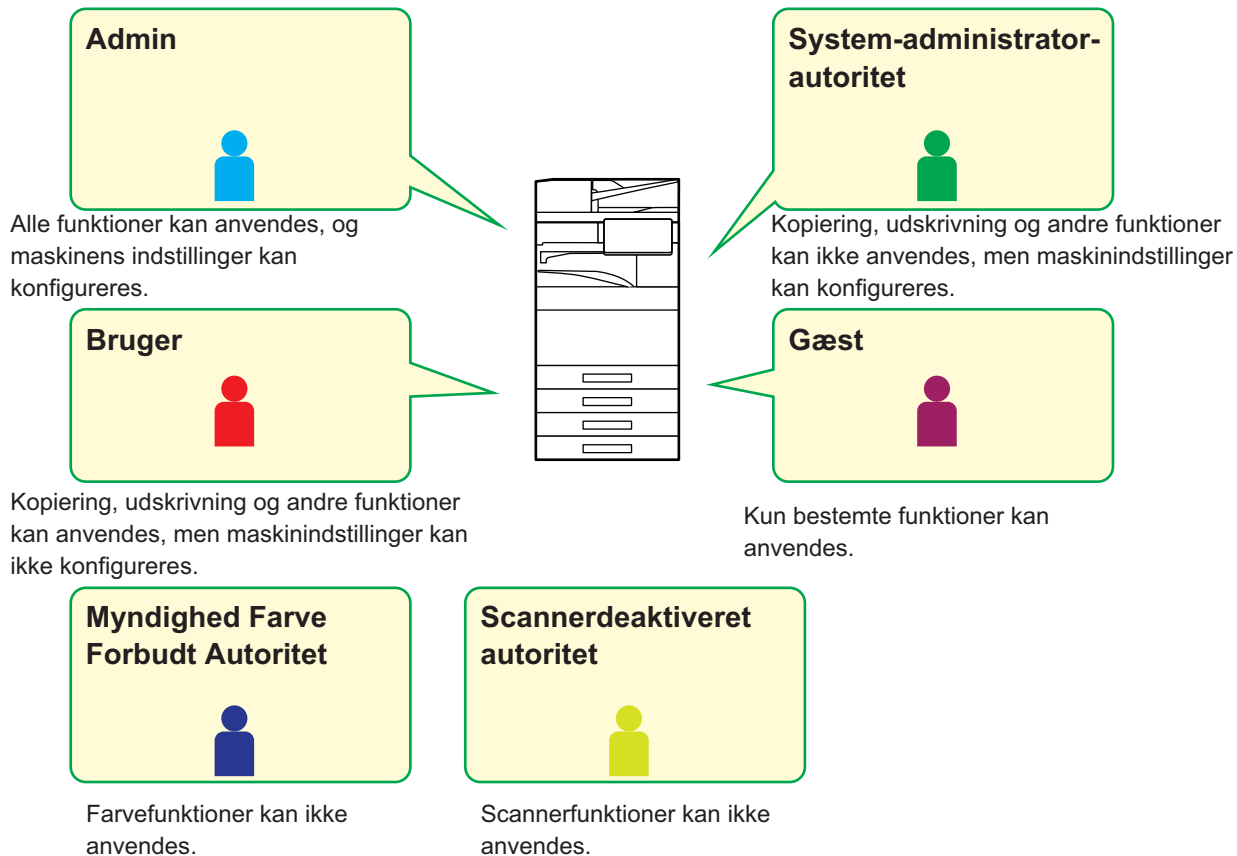 Admin
Alle funktioner kan anvendes, og
maskinens indstillinger kan
konfigureres.
System-administrator-
autoritet
Kopiering, udskrivning og andre funktioner
kan ikke anvendes, men maskinindstillinger
kan konfigureres.
Bruger
Kopiering, udskrivning og andre funktioner
kan anvendes, men maskinindstillinger kan
ikke konfigureres.
Gæst
Kun bestemte funktioner kan
anvendes.
Myndighed Farve
Forbudt Autoritet
Farvefunktioner kan ikke
anvendes.
Scannerdeaktiveret
autoritet
Scannerfunktioner kan ikke
anvendes.